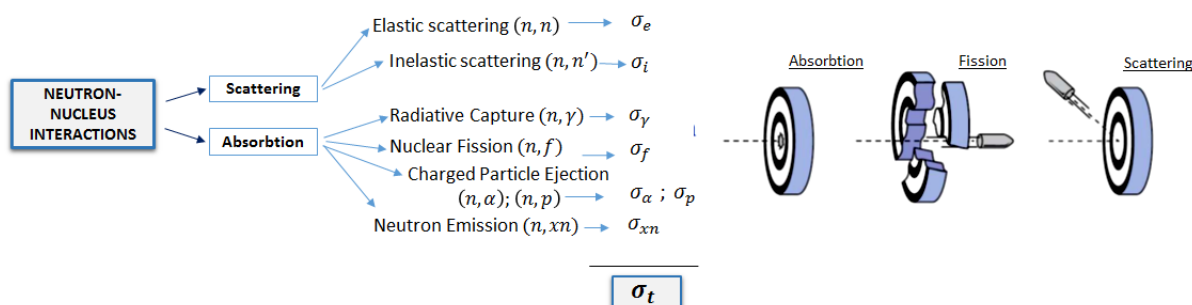 Elastic scattering (n, n) σe
Inelastic scattering (n, n′) σi
NEUTRON-
NUCLEUS
INTERACTIONS
Scattering
Absorbtion
Radiative Capture (n, γ) σγ
Nuclear Fission (n, f) σf
Charged Particle Ejection
(n, α); (n, p) σα ; σp
Neutron Emission (n, xn) σxn
σt
Absorbtion
Fission
Scattering